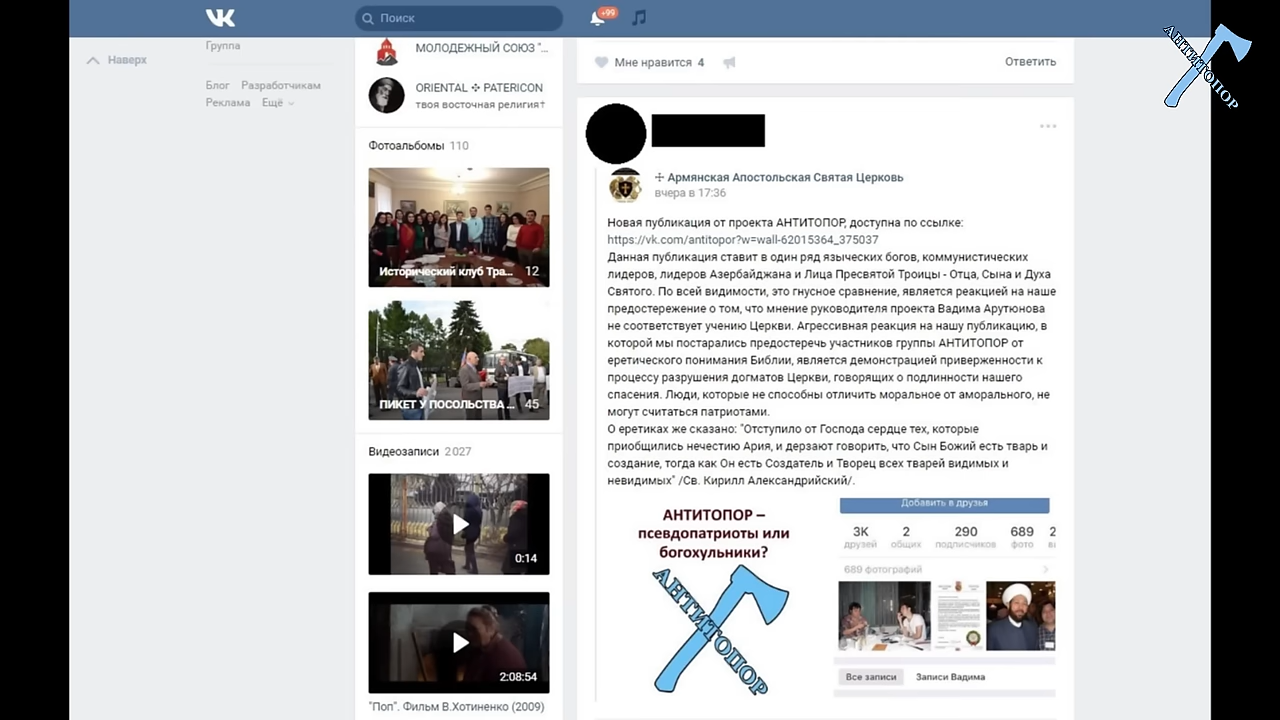 Поиск
+99
АНТИТОПОР
Группа
Наверх
Блог Разработчикам
Реклама Ещё
МОЛОДЕЖНЫЙ СОЮЗ "...
ORIENTAL ✣ PATERICON
твоя восточная религия†
Фотоальбомы 110
Исторический клуб Тра... 12
ПИКЕТ У ПОСОЛЬСТВА ... 45
Видеозаписи 2 027
0:14
2:08:54
"Поп". Фильм В.Хотиненко (2009)
Мне нравится 4
Ответить
✣ Армянская Апостольская Святая Церковь
вчера в 17:36
Новая публикация от проекта АНТИТОПОР, доступна по ссылке:
https://vk.com/antitopor?w=wall-62015364_375037
Данная публикация ставит в один ряд языческих богов, коммунистических
лидеров, лидеров Азербайджана и Лица Пресвятой Троицы - Отца, Сына и Духа
Святого. По всей видимости, это гнусное сравнение, является реакцией на наше
предостережение о том, что мнение руководителя проекта Вадима Арутюнова
не соответствует учению Церкви. Агрессивная реакция на нашу публикацию, в
которой мы постарались предостеречь участников группы АНТИТОПОР от
еретического понимания Библии, является демонстрацией приверженности к
процессу разрушения догматов Церкви, говорящих о подлинности нашего
спасения. Люди, которые не способны отличить моральное от аморального, не
могут считаться патриотами.
О еретиках же сказано: "Отступило от Господа сердце тех, которые
приобщились нечестию Ария, и дерзают говорить, что Сын Божий есть тварь и
создание, тогда как Он есть Создатель и Творец всех тварей видимых и
невидимых" /Св. Кирилл Александрийский/.
АНТИТОПОР –
псевдопатриоты или
богохульники?
АНТИТОПОР
Добавить в друзья
3K 2 290 689 2
друзей общих подписчиков фото
689 фотографий
Все записи Записи Вадима